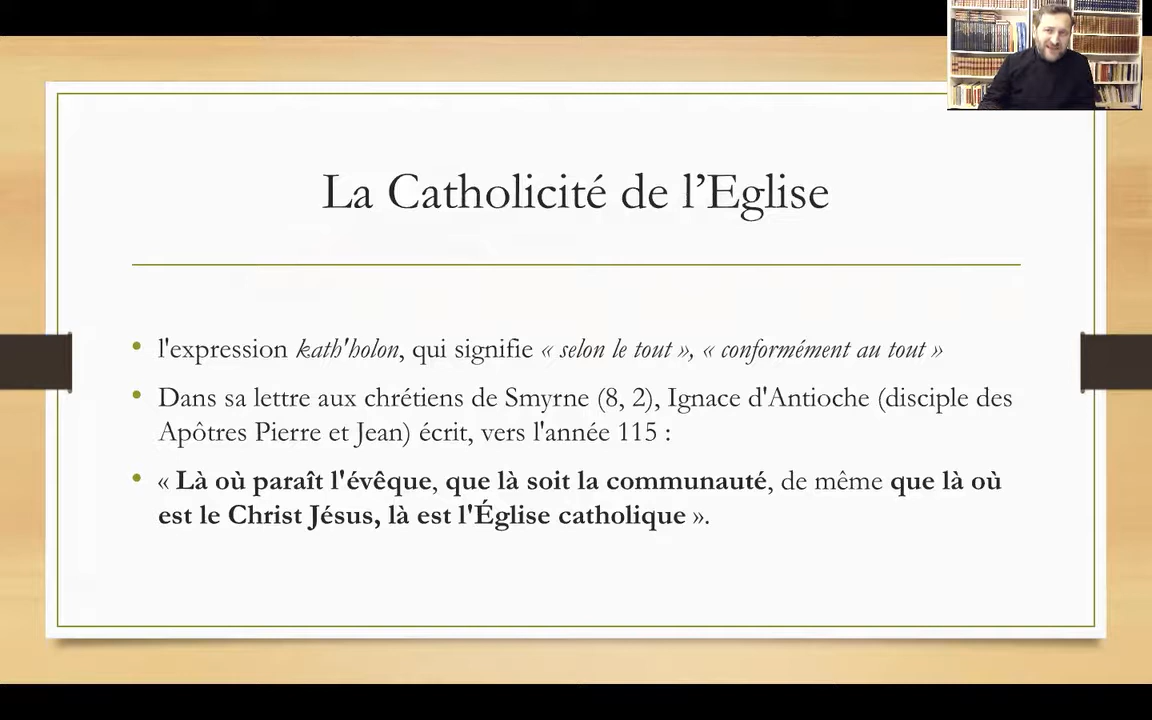 La Catholicité de l’Eglise
• l'expression kath'holon, qui signifie « selon le tout », « conformément au tout »
• Dans sa lettre aux chrétiens de Smyrne (8, 2), Ignace d'Antioche (disciple des
Apôtres Pierre et Jean) écrit, vers l'année 115 :
• « Là où paraît l'évêque, que là soit la communauté, de même que là où
est le Christ Jésus, là est l'Église catholique ».